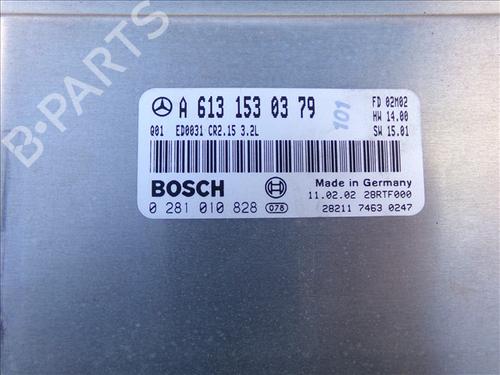 B-Parts
A 613 153 03 79
101
FD 02M02
Q01 ED0031 CR2.15 3.2L
HW 14.00
SW 15.01
BOSCH
Made in Germany
11.02.02 28RTF000
0 281 010 828 078
28211 7463 0247